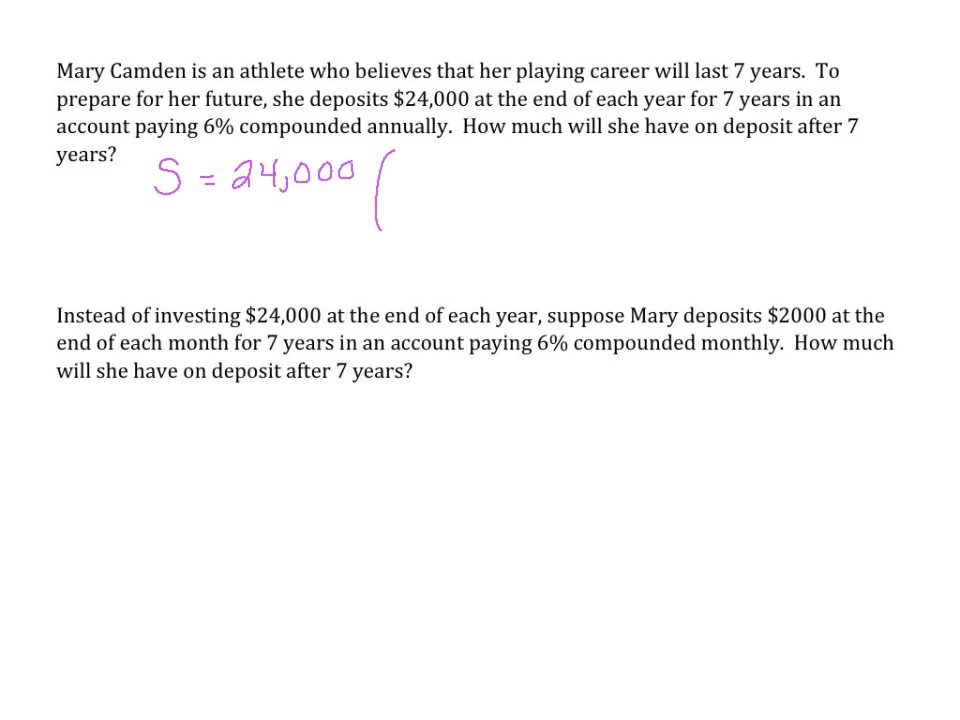 Mary Camden is an athlete who believes that her playing career will last 7 years. To
prepare for her future, she deposits $24,000 at the end of each year for 7 years in an
account paying 6% compounded annually. How much will she have on deposit after 7
years?
S = 24,000 (
Instead of investing $24,000 at the end of each year, suppose Mary deposits $2000 at the
end of each month for 7 years in an account paying 6% compounded monthly. How much
will she have on deposit after 7 years?